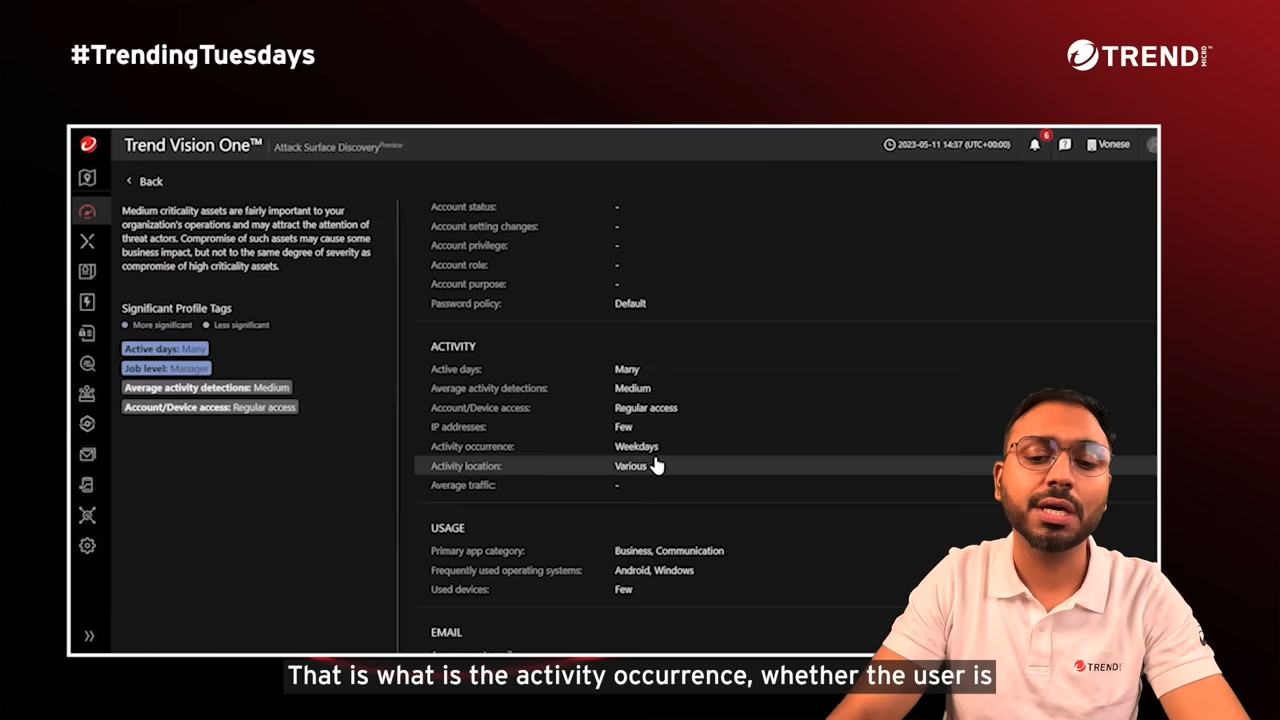 #TrendingTuesdays
TREND MICRO™
Trend Vision One™ | Attack Surface Discovery Preview
2023-05-11 14:37 (UTC+00:00)
6
Vonese
Back
Medium criticality assets are fairly important to your
organization's operations and may attract the attention of
threat actors. Compromise of such assets may cause some
business impact, but not to the same degree of severity as
compromise of high criticality assets.
Significant Profile Tags
More significant
Less significant
Active days: Many
Job level: Manager
Average activity detections: Medium
Account/Device access: Regular access
Account status: -
Account setting changes: -
Account privilege: -
Account role: -
Account purpose: -
Password policy: Default
ACTIVITY
Active days: Many
Average activity detections: Medium
Account/Device access: Regular access
IP addresses: Few
Activity occurrence: Weekdays
Activity location: Various
Average traffic: -
USAGE
Primary app category: Business, Communication
Frequently used operating systems: Android, Windows
Used devices: Few
EMAIL
TREND
That is what is the activity occurrence, whether the user is